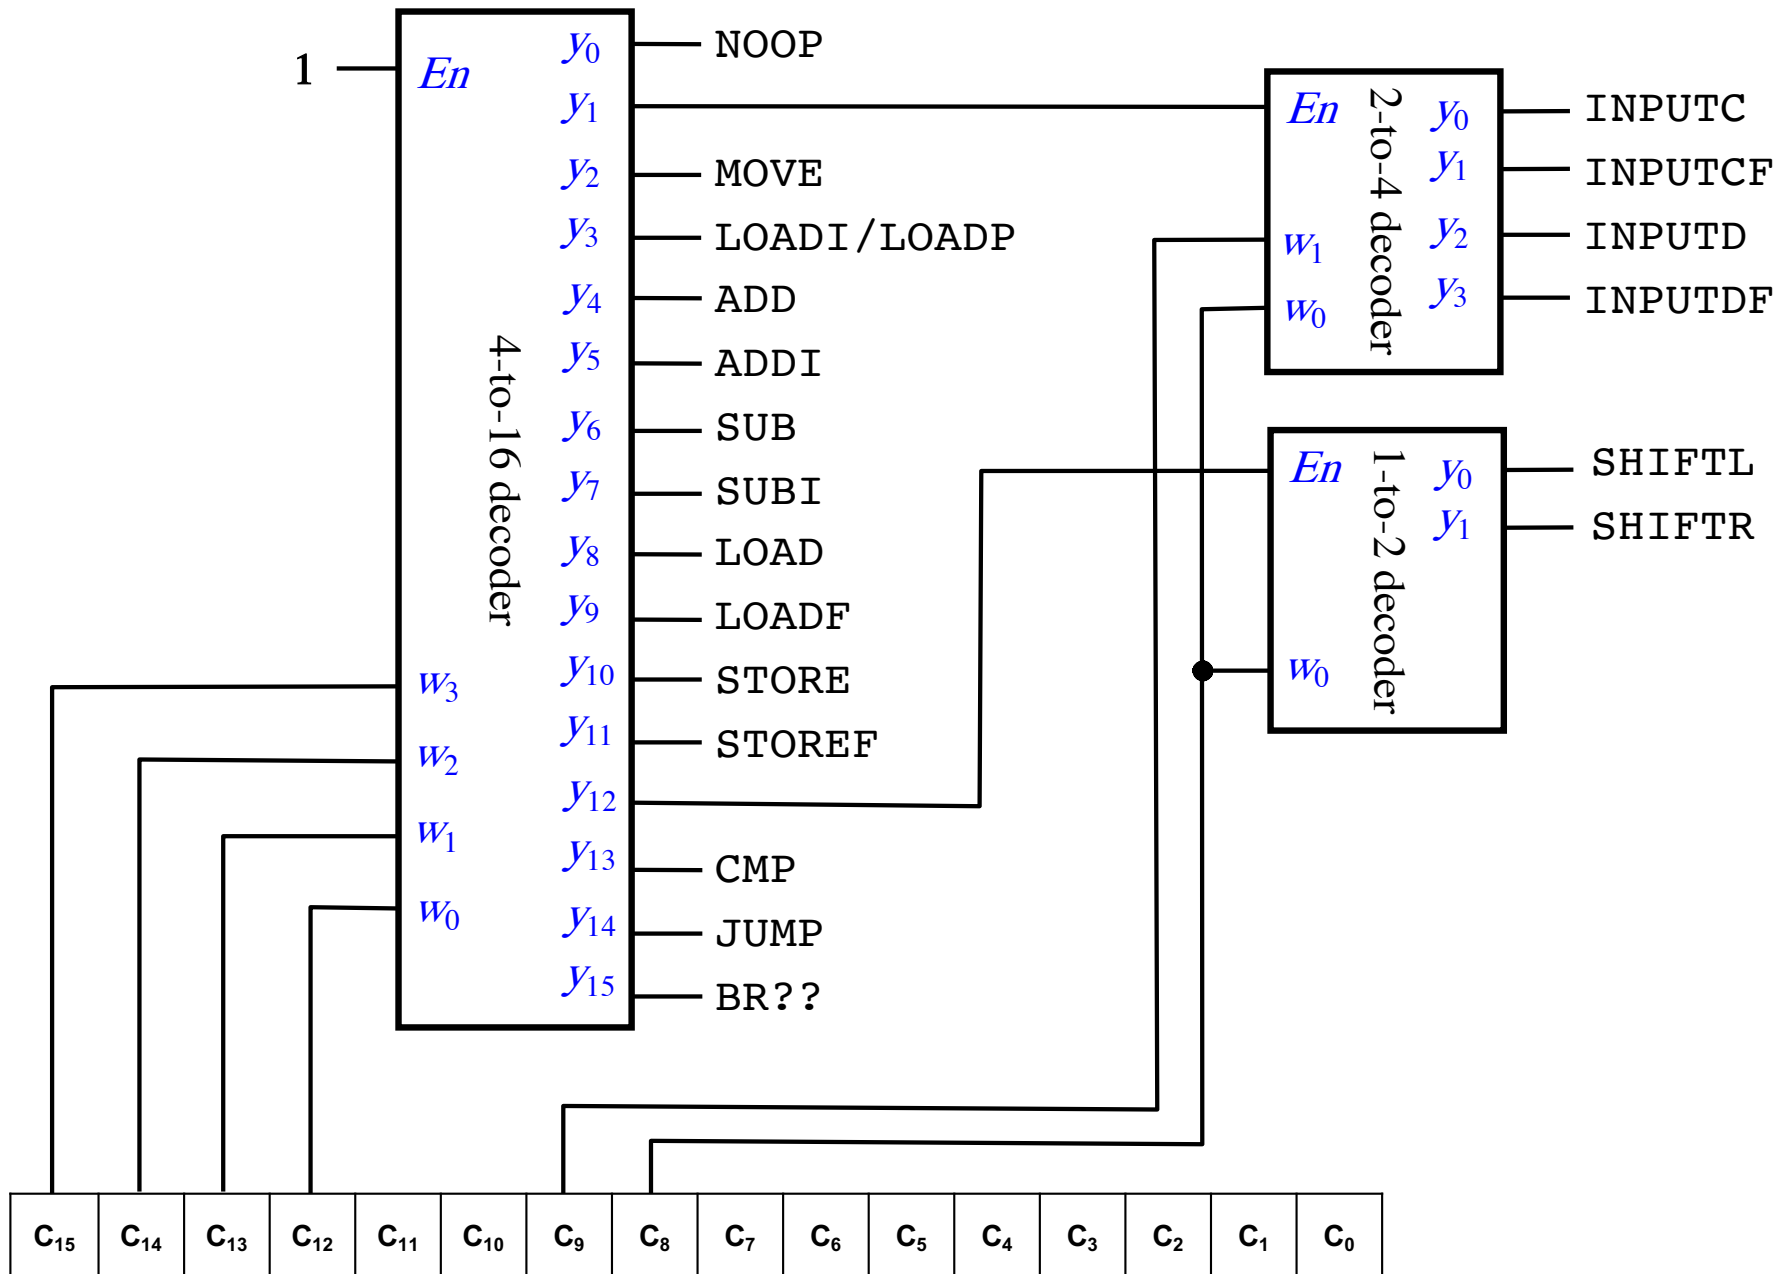 1
En
4-to-16 decoder
w3
w2
w1
w0
y0 NOOP
y1
y2 MOVE
y3 LOADI/LOADP
y4 ADD
y5 ADDI
y6 SUB
y7 SUBI
y8 LOAD
y9 LOADF
y10 STORE
y11 STOREF
y12
y13 CMP
y14 JUMP
y15 BR??
En
w1
w0
2-to-4 decoder
y0 INPUTC
y1 INPUTCF
y2 INPUTD
y3 INPUTDF
En
w0
1-to-2 decoder
y0 SHIFTL
y1 SHIFTR
C15 C14 C13 C12 C11 C10 C9 C8 C7 C6 C5 C4 C3 C2 C1 C0